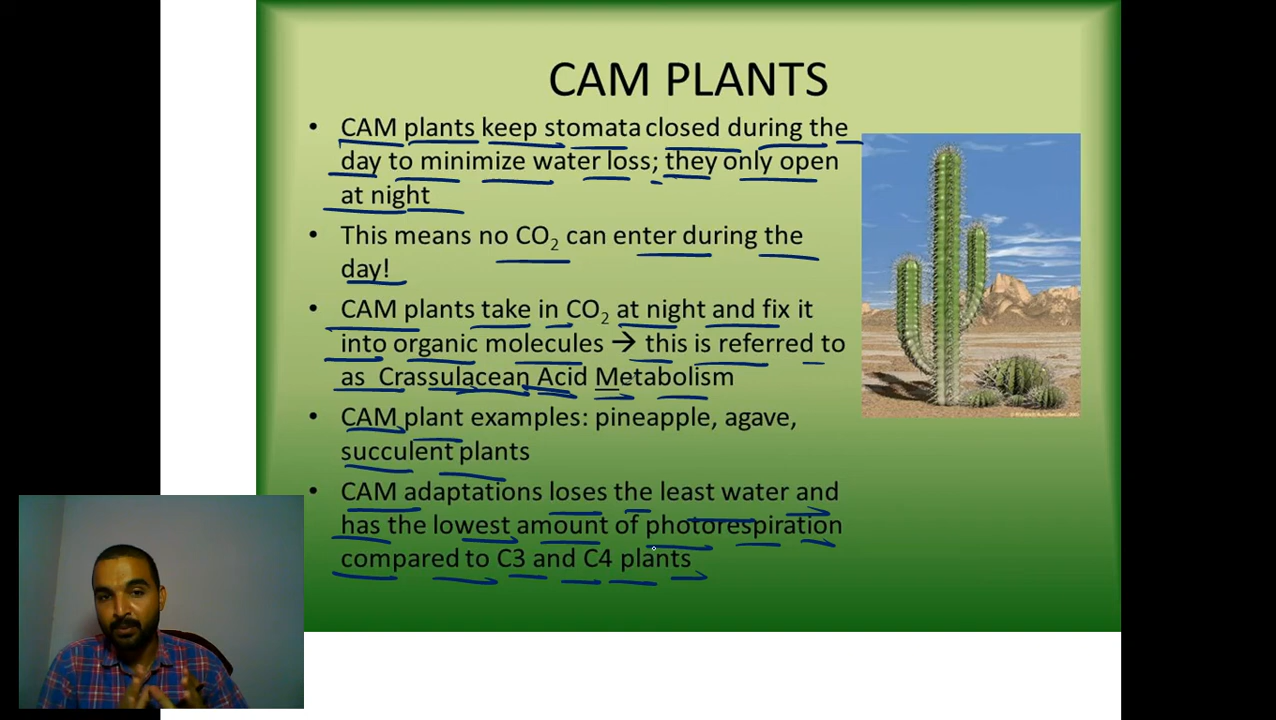 CAM PLANTS
• CAM plants keep stomata closed during the
day to minimize water loss; they only open
at night
• This means no CO₂ can enter during the
day!
• CAM plants take in CO₂ at night and fix it
into organic molecules → this is referred to
as Crassulacean Acid Metabolism
• CAM plant examples: pineapple, agave,
succulent plants
• CAM adaptations loses the least water and
has the lowest amount of photorespiration
compared to C3 and C4 plants